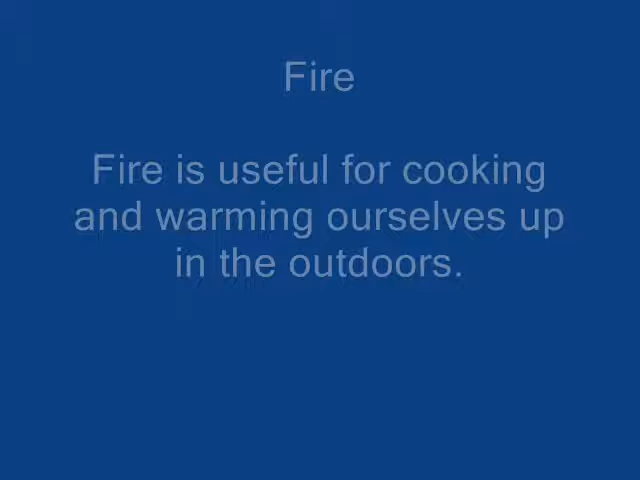 Fire
Fire is useful for cooking
and warming ourselves up
in the outdoors.